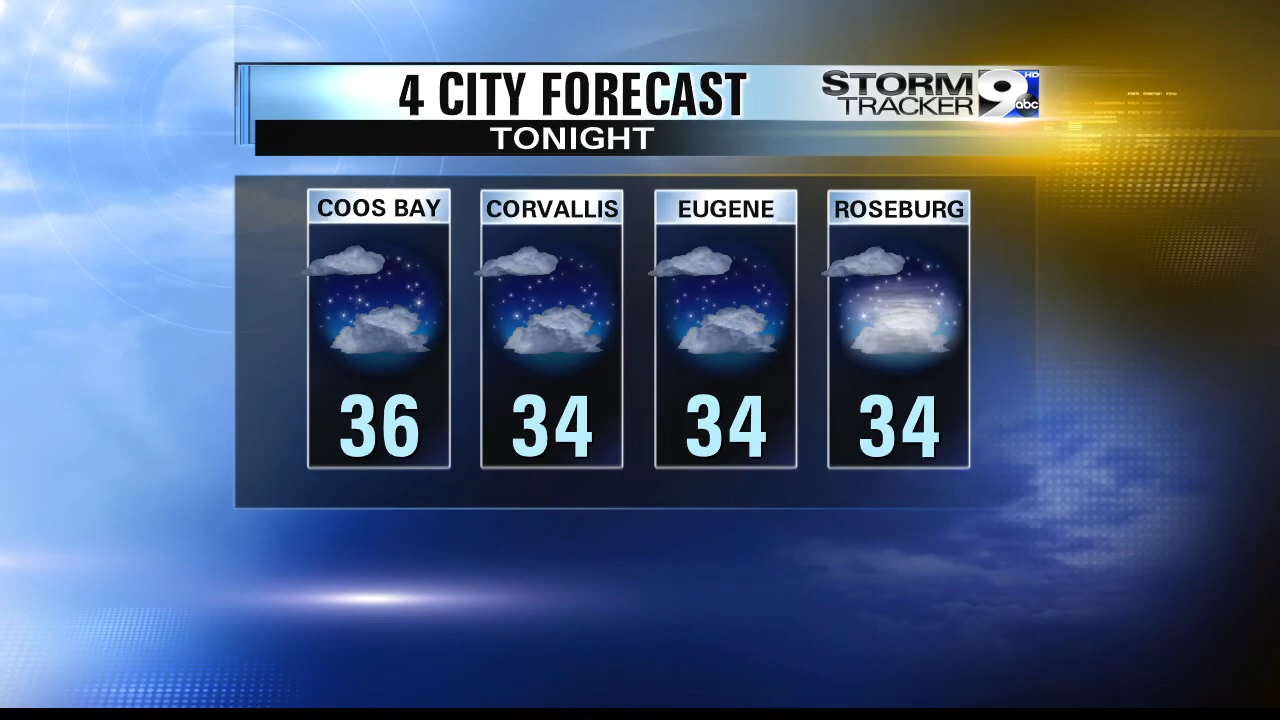 4 CITY FORECAST
STORM TRACKER 9 HD abc
TONIGHT
COOS BAY CORVALLIS EUGENE ROSEBURG
36 34 34 34